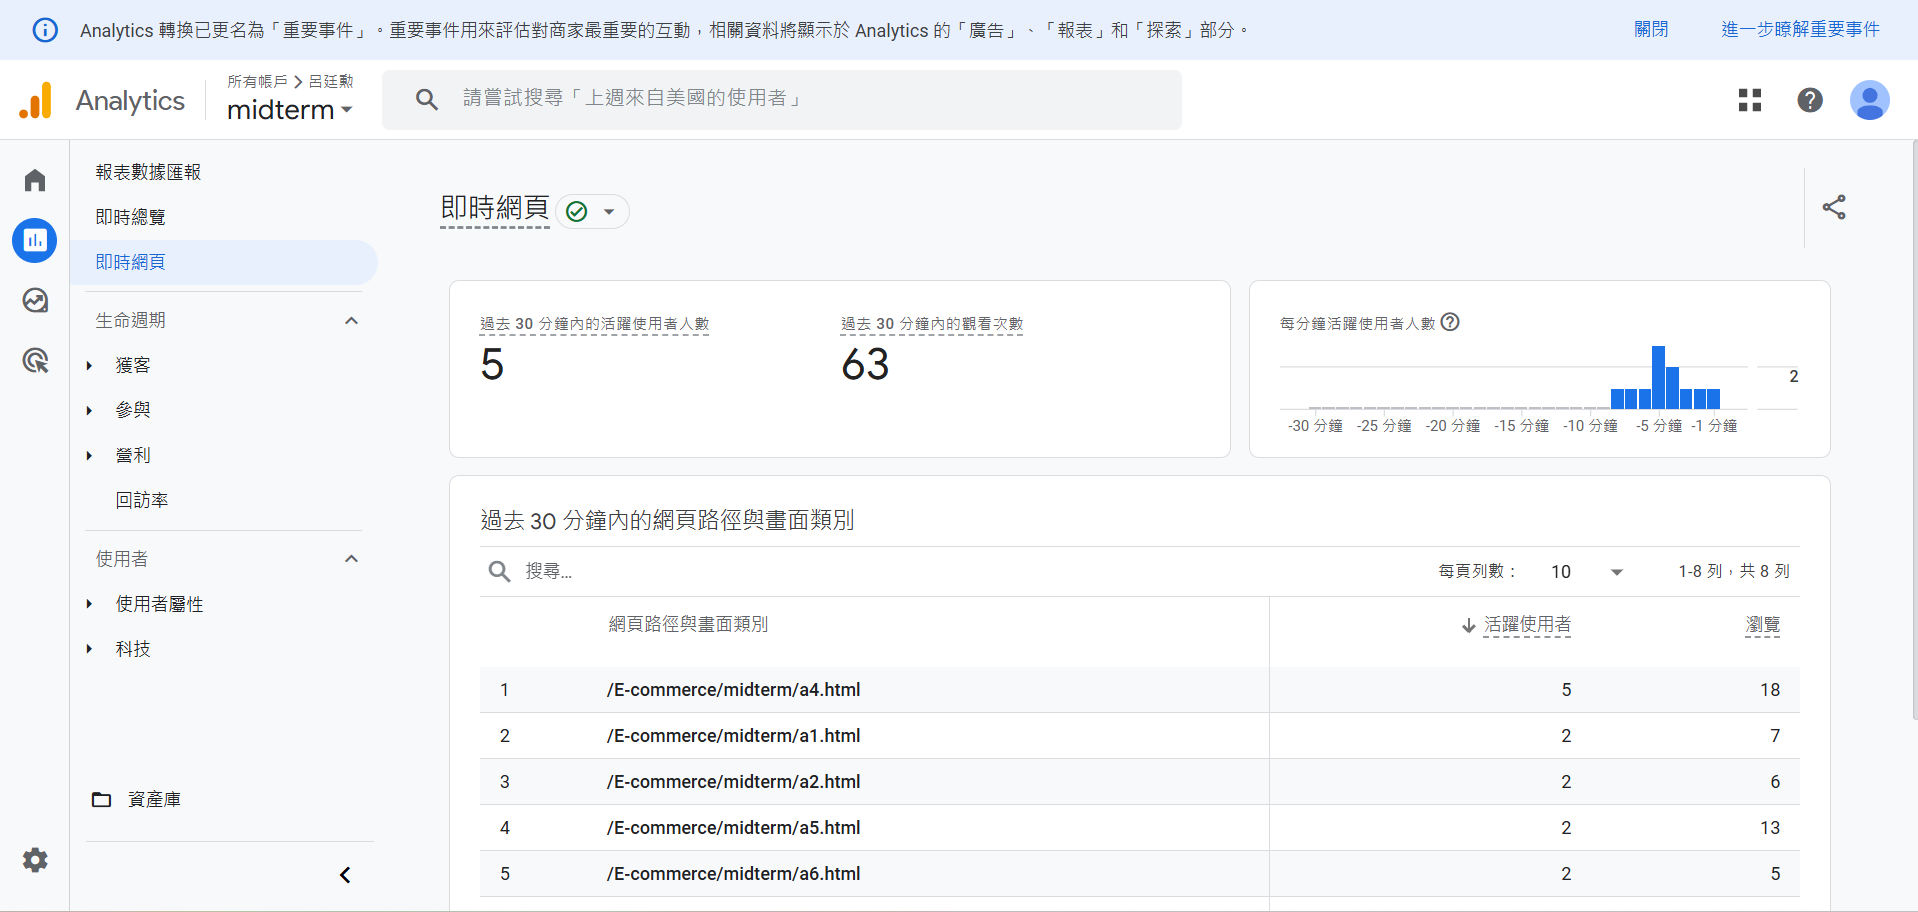 Analytics 轉換已更名為「重要事件」。重要事件用來評估對商家最重要的互動，相關資料將顯示於 Analytics 的「廣告」、「報表」和「探索」部分。 關閉 進一步瞭解重要事件
Analytics
所有帳戶 > 呂廷勳
midterm
請嘗試搜尋「上週來自美國的使用者」
報表數據匯報
即時總覽
即時網頁
生命週期
獲客
參與
營利
回訪率
使用者
使用者屬性
科技
資產庫
即時網頁
過去 30 分鐘內的活躍使用者人數
5
過去 30 分鐘內的觀看次數
63
每分鐘活躍使用者人數
2
-30 分鐘 -25 分鐘 -20 分鐘 -15 分鐘 -10 分鐘 -5 分鐘 -1 分鐘
過去 30 分鐘內的網頁路徑與畫面類別
搜尋... 每頁列數： 10 1-8 列，共 8 列
網頁路徑與畫面類別 活躍使用者 瀏覽
1 /E-commerce/midterm/a4.html 5 18
2 /E-commerce/midterm/a1.html 2 7
3 /E-commerce/midterm/a2.html 2 6
4 /E-commerce/midterm/a5.html 2 13
5 /E-commerce/midterm/a6.html 2 5